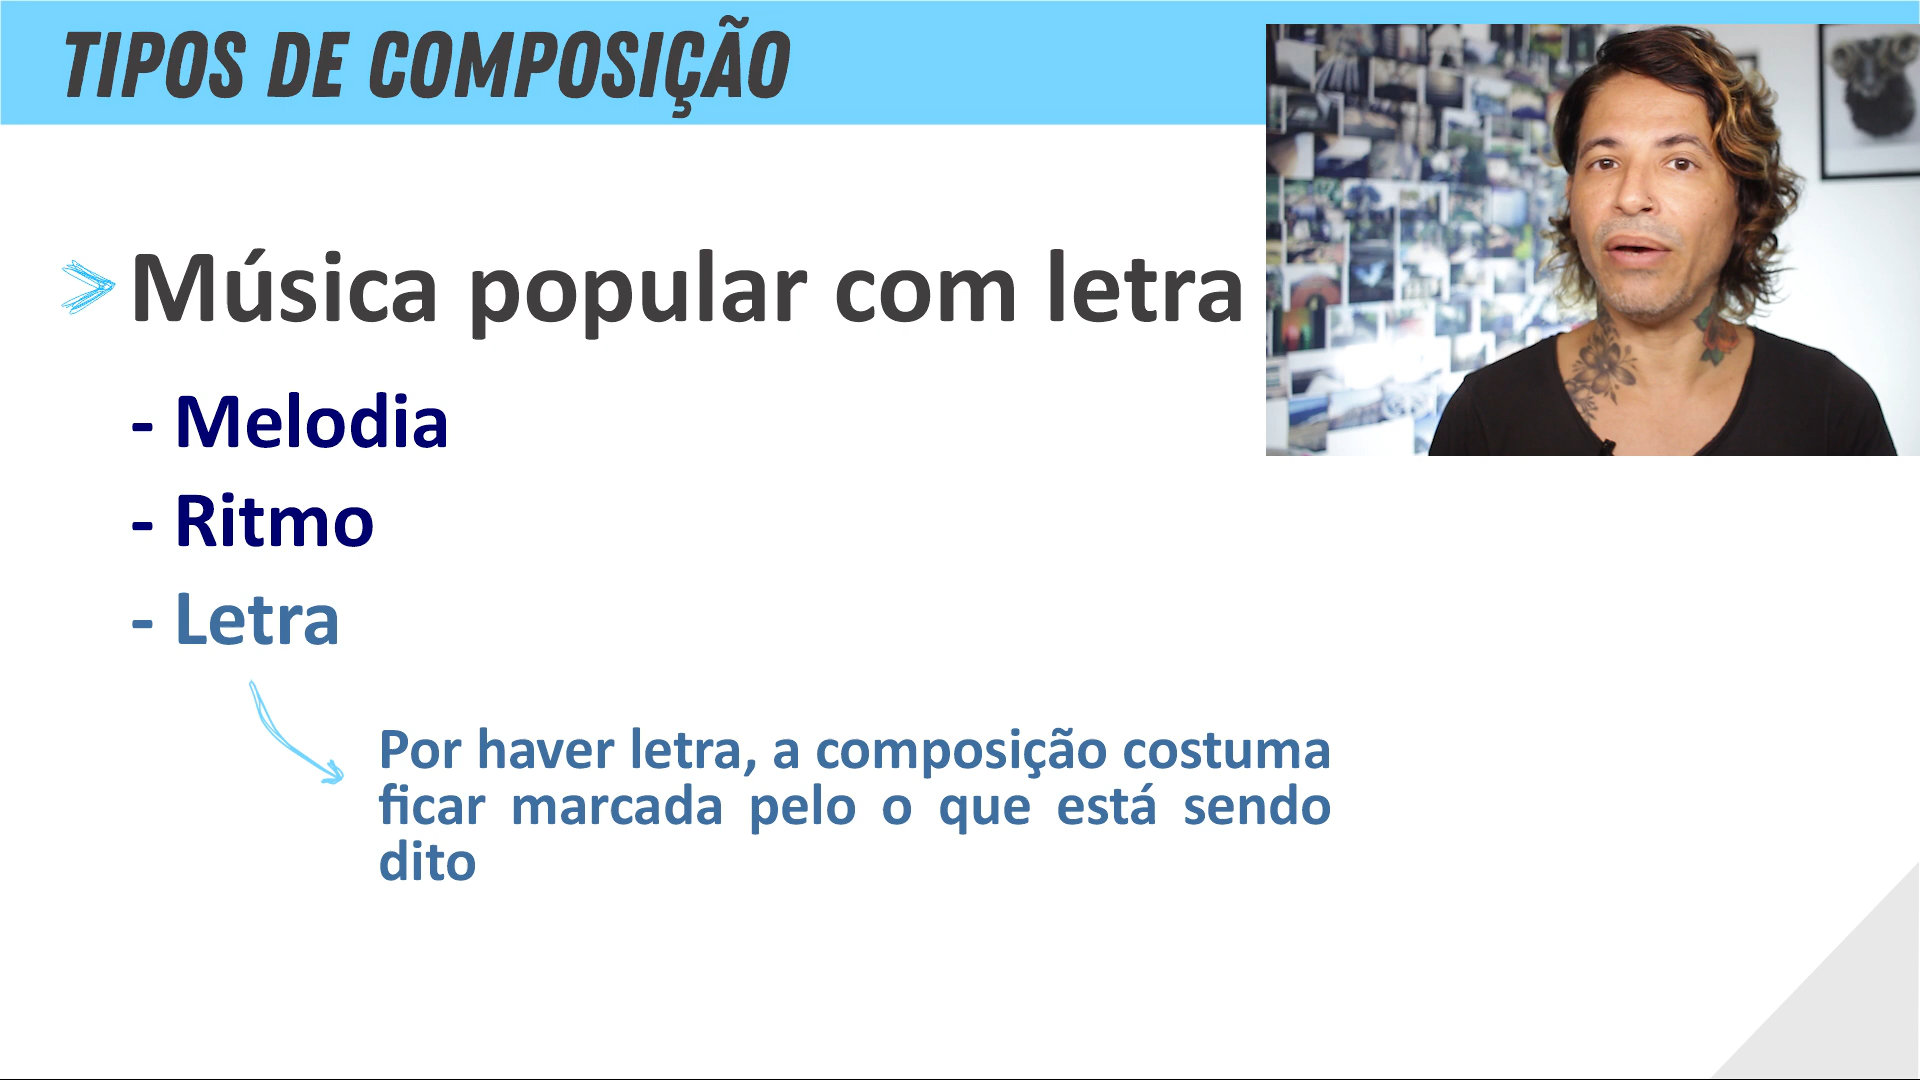 TIPOS DE COMPOSIÇÃO
Música popular com letra
- Melodia
- Ritmo
- Letra
Por haver letra, a composição costuma
ficar marcada pelo o que está sendo
dito